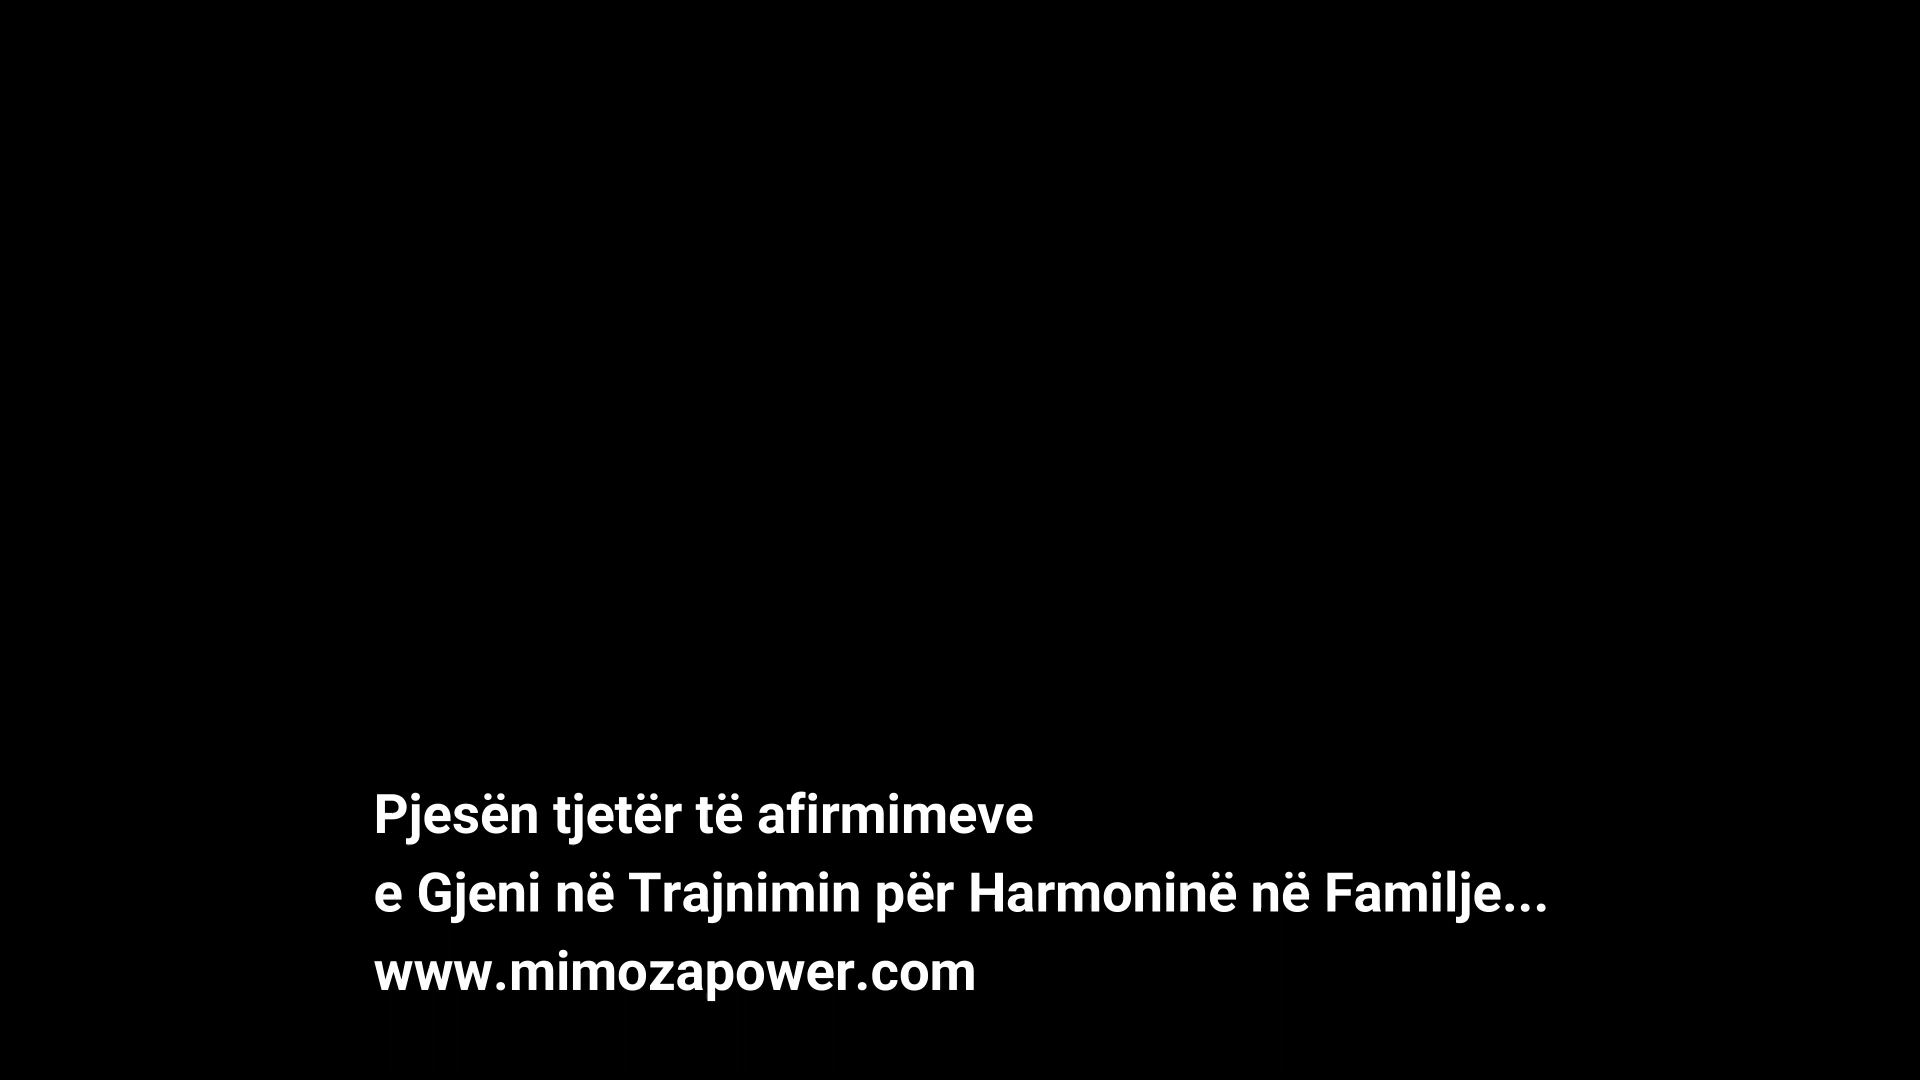 Pjesën tjetër të afirmimeve
e Gjeni në Trajnimin për Harmoninë në Familje...
www.mimozapower.com